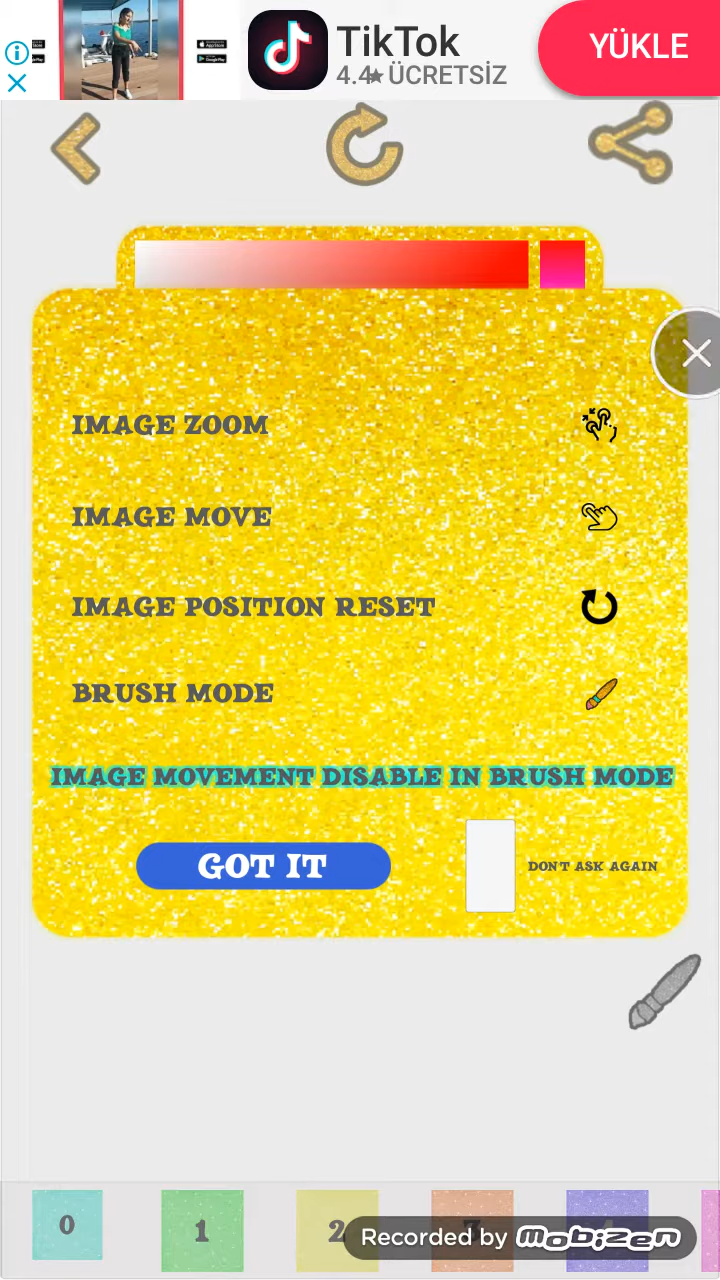 TikTok
4.4★ ÜCRETSİZ
YÜKLE
IMAGE ZOOM
IMAGE MOVE
IMAGE POSITION RESET
BRUSH MODE
IMAGE MOVEMENT DISABLE IN BRUSH MODE
GOT IT
DON'T ASK AGAIN
0
1
2
Recorded by Mobizen